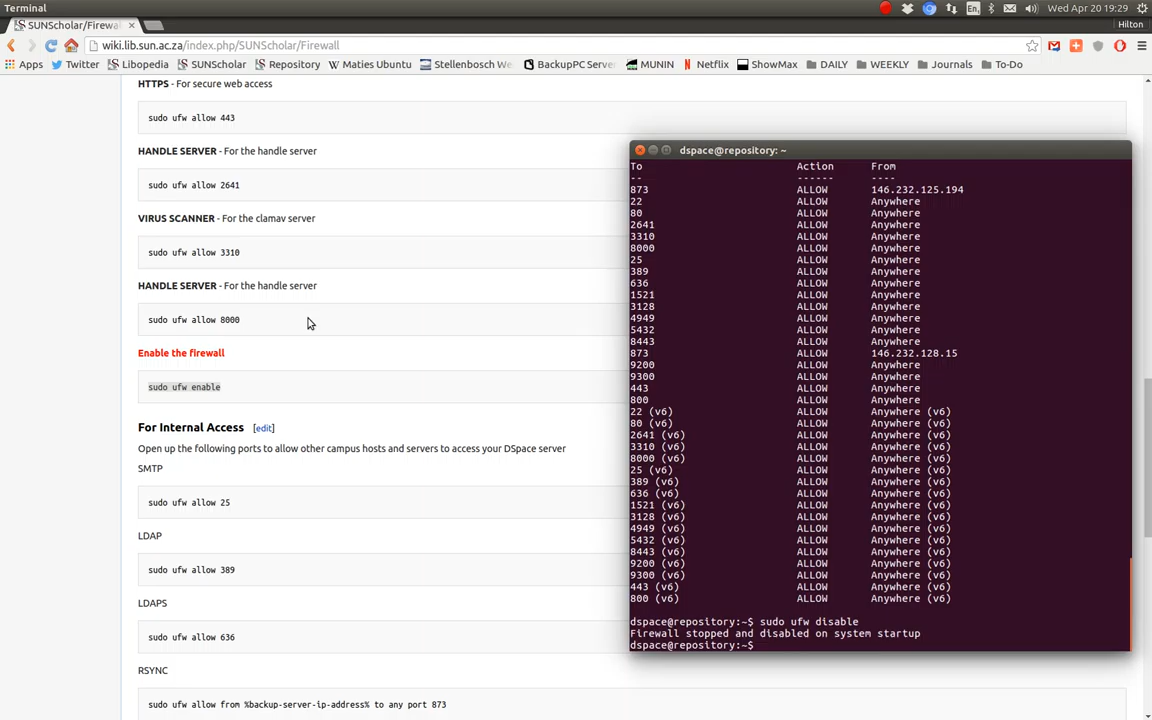 Terminal
En
Wed Apr 20 19:29
SUNScholar/Firewa
Hilton
wiki.lib.sun.ac.za/index.php/SUNScholar/Firewall
Apps Twitter Libopedia SUNScholar Repository Maties Ubuntu Stellenbosch We BackupPC Server MUNIN Netflix ShowMax DAILY WEEKLY Journals To-Do
HTTPS - For secure web access
sudo ufw allow 443
HANDLE SERVER - For the handle server
sudo ufw allow 2641
VIRUS SCANNER - For the clamav server
sudo ufw allow 3310
HANDLE SERVER - For the handle server
sudo ufw allow 8000
Enable the firewall
sudo ufw enable
For Internal Access [edit]
Open up the following ports to allow other campus hosts and servers to access your DSpace server
SMTP
sudo ufw allow 25
LDAP
sudo ufw allow 389
LDAPS
sudo ufw allow 636
RSYNC
sudo ufw allow from %backup-server-ip-address% to any port 873
dspace@repository: ~
To Action From
-- ------ ----
873 ALLOW 146.232.125.194
22 ALLOW Anywhere
80 ALLOW Anywhere
2641 ALLOW Anywhere
3310 ALLOW Anywhere
8000 ALLOW Anywhere
25 ALLOW Anywhere
389 ALLOW Anywhere
636 ALLOW Anywhere
1521 ALLOW Anywhere
3128 ALLOW Anywhere
4949 ALLOW Anywhere
5432 ALLOW Anywhere
8443 ALLOW Anywhere
873 ALLOW 146.232.128.15
9200 ALLOW Anywhere
9300 ALLOW Anywhere
443 ALLOW Anywhere
800 ALLOW Anywhere
22 (v6) ALLOW Anywhere (v6)
80 (v6) ALLOW Anywhere (v6)
2641 (v6) ALLOW Anywhere (v6)
3310 (v6) ALLOW Anywhere (v6)
8000 (v6) ALLOW Anywhere (v6)
25 (v6) ALLOW Anywhere (v6)
389 (v6) ALLOW Anywhere (v6)
636 (v6) ALLOW Anywhere (v6)
1521 (v6) ALLOW Anywhere (v6)
3128 (v6) ALLOW Anywhere (v6)
4949 (v6) ALLOW Anywhere (v6)
5432 (v6) ALLOW Anywhere (v6)
8443 (v6) ALLOW Anywhere (v6)
9200 (v6) ALLOW Anywhere (v6)
9300 (v6) ALLOW Anywhere (v6)
443 (v6) ALLOW Anywhere (v6)
800 (v6) ALLOW Anywhere (v6)
dspace@repository:~$ sudo ufw disable
Firewall stopped and disabled on system startup
dspace@repository:~$